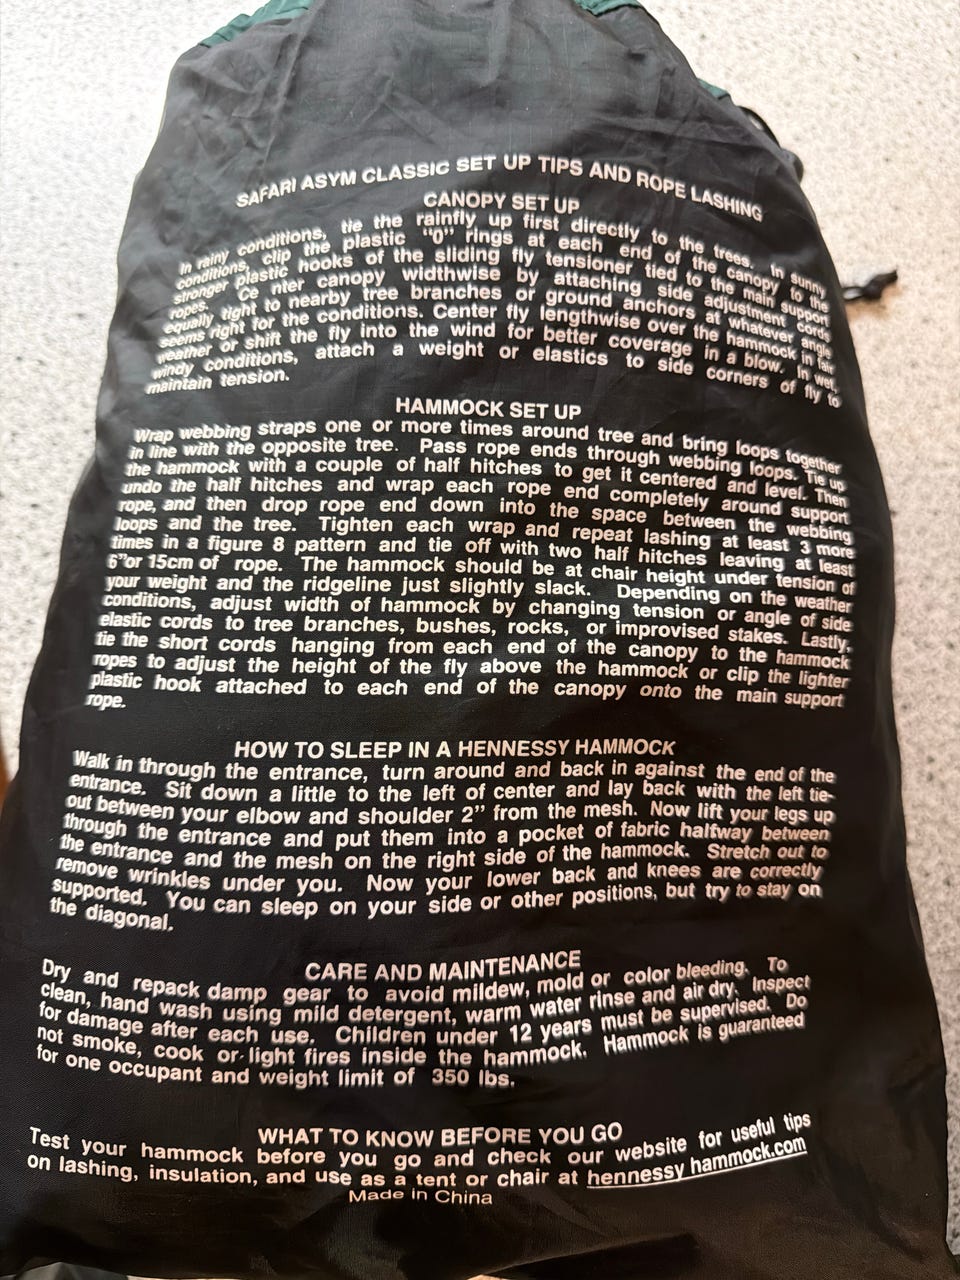 SAFARI ASYM CLASSIC SET UP TIPS AND ROPE LASHING
CANOPY SET UP
In rainy conditions, tie the rainfly up first directly to the trees. In sunny
conditions, clip the plastic "0" rings at each end of the canopy to the
stronger plastic hooks of the sliding fly tensioner tied to the main support
ropes. Ce nter canopy widthwise by attaching side adjustment cords
equally tight to nearby tree branches or ground anchors at whatever angle
seems right for the conditions. Center fly lengthwise over the hammock in fair
weather or shift the fly into the wind for better coverage in a blow. In wet,
windy conditions, attach a weight or elastics to side corners of fly to
maintain tension.
HAMMOCK SET UP
Wrap webbing straps one or more times around tree and bring loops together
in line with the opposite tree. Pass rope ends through webbing loops. Tie up
the hammock with a couple of half hitches to get it centered and level. Then
undo the half hitches and wrap each rope end completely around support
rope, and then drop rope end down into the space between the webbing
loops and the tree. Tighten each wrap and repeat lashing at least 3 more
times in a figure 8 pattern and tie off with two half hitches leaving at least
6"or 15cm of rope. The hammock should be at chair height under tension of
your weight and the ridgeline just slightly slack. Depending on the weather
conditions, adjust width of hammock by changing tension or angle of side
elastic cords to tree branches, bushes, rocks, or improvised stakes. Lastly,
tie the short cords hanging from each end of the canopy to the hammock
ropes to adjust the height of the fly above the hammock or clip the lighter
plastic hook attached to each end of the canopy onto the main support
rope.
HOW TO SLEEP IN A HENNESSY HAMMOCK
Walk in through the entrance, turn around and back in against the end of the
entrance. Sit down a little to the left of center and lay back with the left tie-
out between your elbow and shoulder 2" from the mesh. Now lift your legs up
through the entrance and put them into a pocket of fabric halfway between
the entrance and the mesh on the right side of the hammock. Stretch out to
remove wrinkles under you. Now your lower back and knees are correctly
supported. You can sleep on your side or other positions, but try to stay on
the diagonal.
CARE AND MAINTENANCE
Dry and repack damp gear to avoid mildew, mold or color bleeding. To
clean, hand wash using mild detergent, warm water rinse and air dry. Inspect
for damage after each use. Children under 12 years must be supervised. Do
not smoke, cook or light fires inside the hammock. Hammock is guaranteed
for one occupant and weight limit of 350 lbs.
WHAT TO KNOW BEFORE YOU GO
Test your hammock before you go and check our website for useful tips
on lashing, insulation, and use as a tent or chair at hennessy hammock.com
Made in China